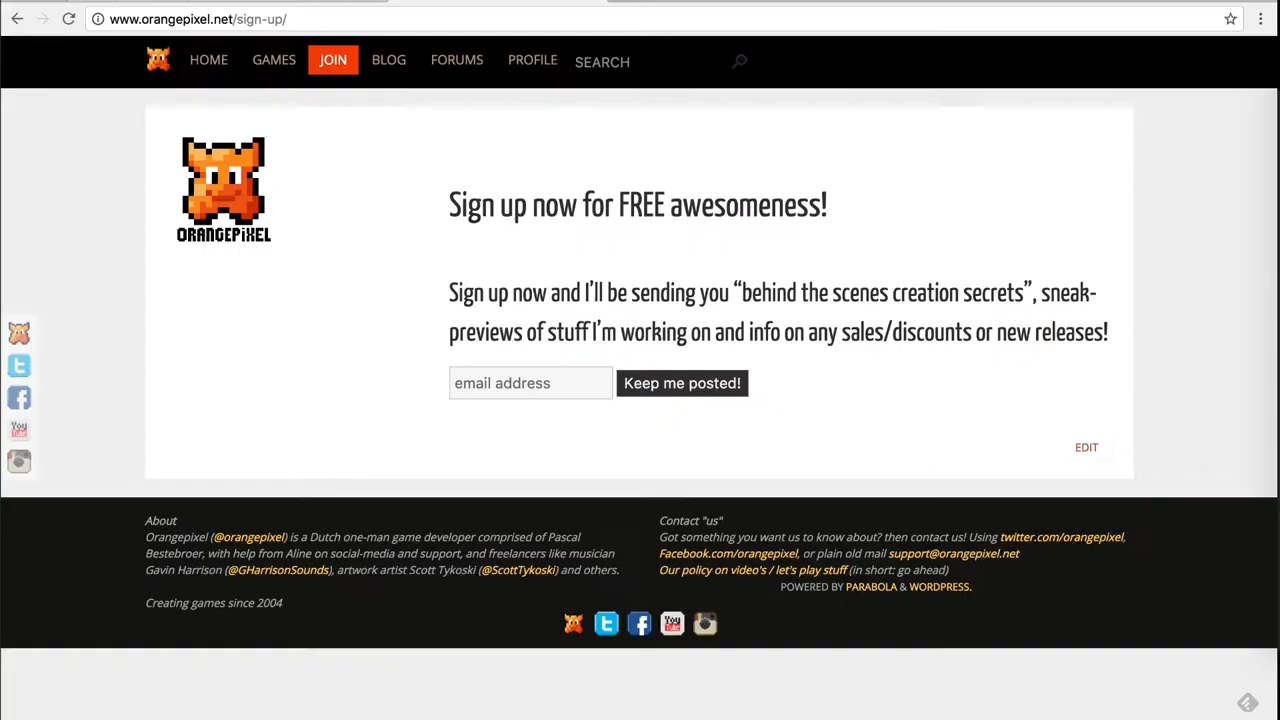 www.orangepixel.net/sign-up/
HOME GAMES JOIN BLOG FORUMS PROFILE SEARCH
ORANGEPIXEL
Sign up now for FREE awesomeness!
Sign up now and I’ll be sending you “behind the scenes creation secrets”, sneak-
previews of stuff I’m working on and info on any sales/discounts or new releases!
email address Keep me posted!
EDIT
About
Orangepixel (@orangepixel) is a Dutch one-man game developer comprised of Pascal
Bestebroer, with help from Aline on social-media and support, and freelancers like musician
Gavin Harrison (@GHarrisonSounds), artwork artist Scott Tykoski (@ScottTykoski) and others.
Creating games since 2004
Contact "us"
Got something you want us to know about? then contact us! Using twitter.com/orangepixel,
Facebook.com/orangepixel, or plain old mail support@orangepixel.net
Our policy on video's / let's play stuff (in short: go ahead)
POWERED BY PARABOLA & WORDPRESS.
You Tube
You Tube